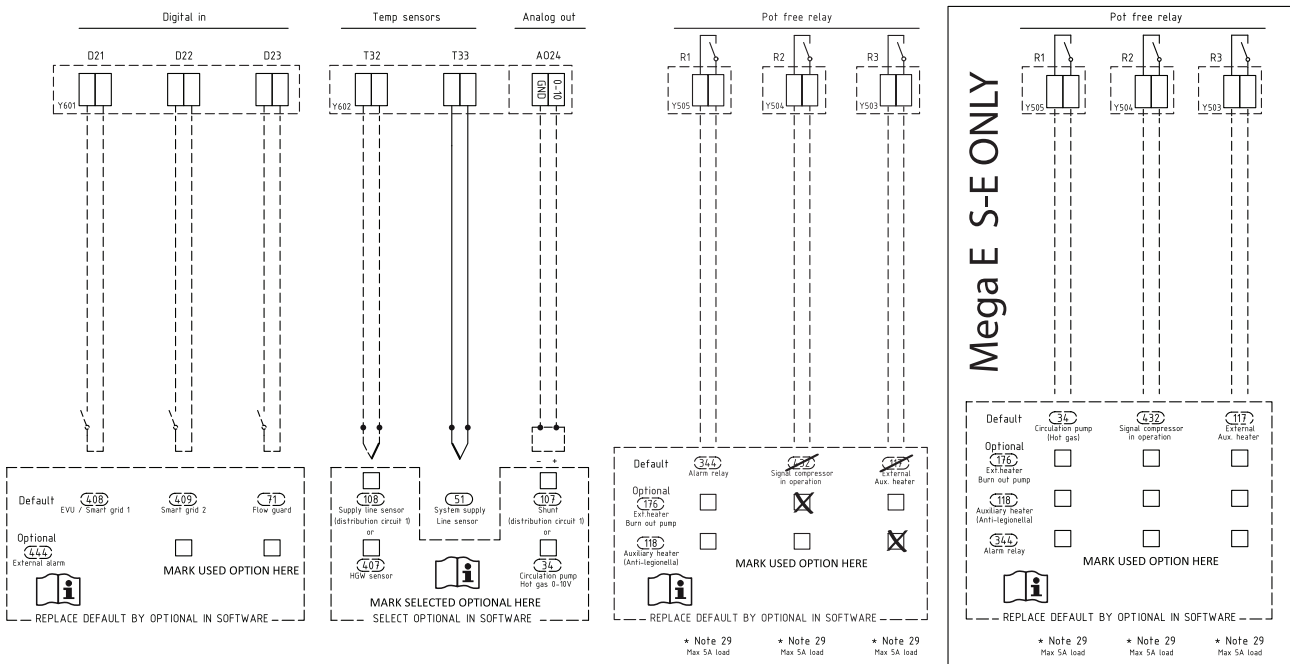 Digital in
Temp sensors
Analog out
Pot free relay
Pot free relay
D21
D22
D23
T32
T33
AO24
R1
R2
R3
R1
R2
R3
Y601
Y602
GND
0-10
Y505
Y504
Y503
Y505
Y504
Y503
Mega E S-E ONLY
Default
408
EVU / Smart grid 1
409
Smart grid 2
71
Flow guard
Optional
444
External alarm
MARK USED OPTION HERE
REPLACE DEFAULT BY OPTIONAL IN SOFTWARE
108
Supply line sensor
(distribution circuit 1)
or
407
HGW sensor
51
System supply
Line sensor
- +
107
Shunt
(distribution circuit 1)
or
34
Circulation pump
Hot gas 0-10V
MARK SELECTED OPTIONAL HERE
SELECT OPTIONAL IN SOFTWARE
Default
344
Alarm relay
432
Signal compressor
in operation
117
External
Aux. heater
Optional
176
Ext.heater
Burn out pump
118
Auxiliary heater
(Anti-legionella)
MARK USED OPTION HERE
REPLACE DEFAULT BY OPTIONAL IN SOFTWARE
* Note 29
Max 5A load
* Note 29
Max 5A load
* Note 29
Max 5A load
Default
34
Circulation pump
(Hot gas)
432
Signal compressor
in operation
117
External
Aux. heater
Optional
176
Ext.heater
Burn out pump
118
Auxiliary heater
(Anti-legionella)
344
Alarm relay
MARK USED OPTION HERE
REPLACE DEFAULT BY OPTIONAL IN SOFTWARE
* Note 29
Max 5A load
* Note 29
Max 5A load
* Note 29
Max 5A load